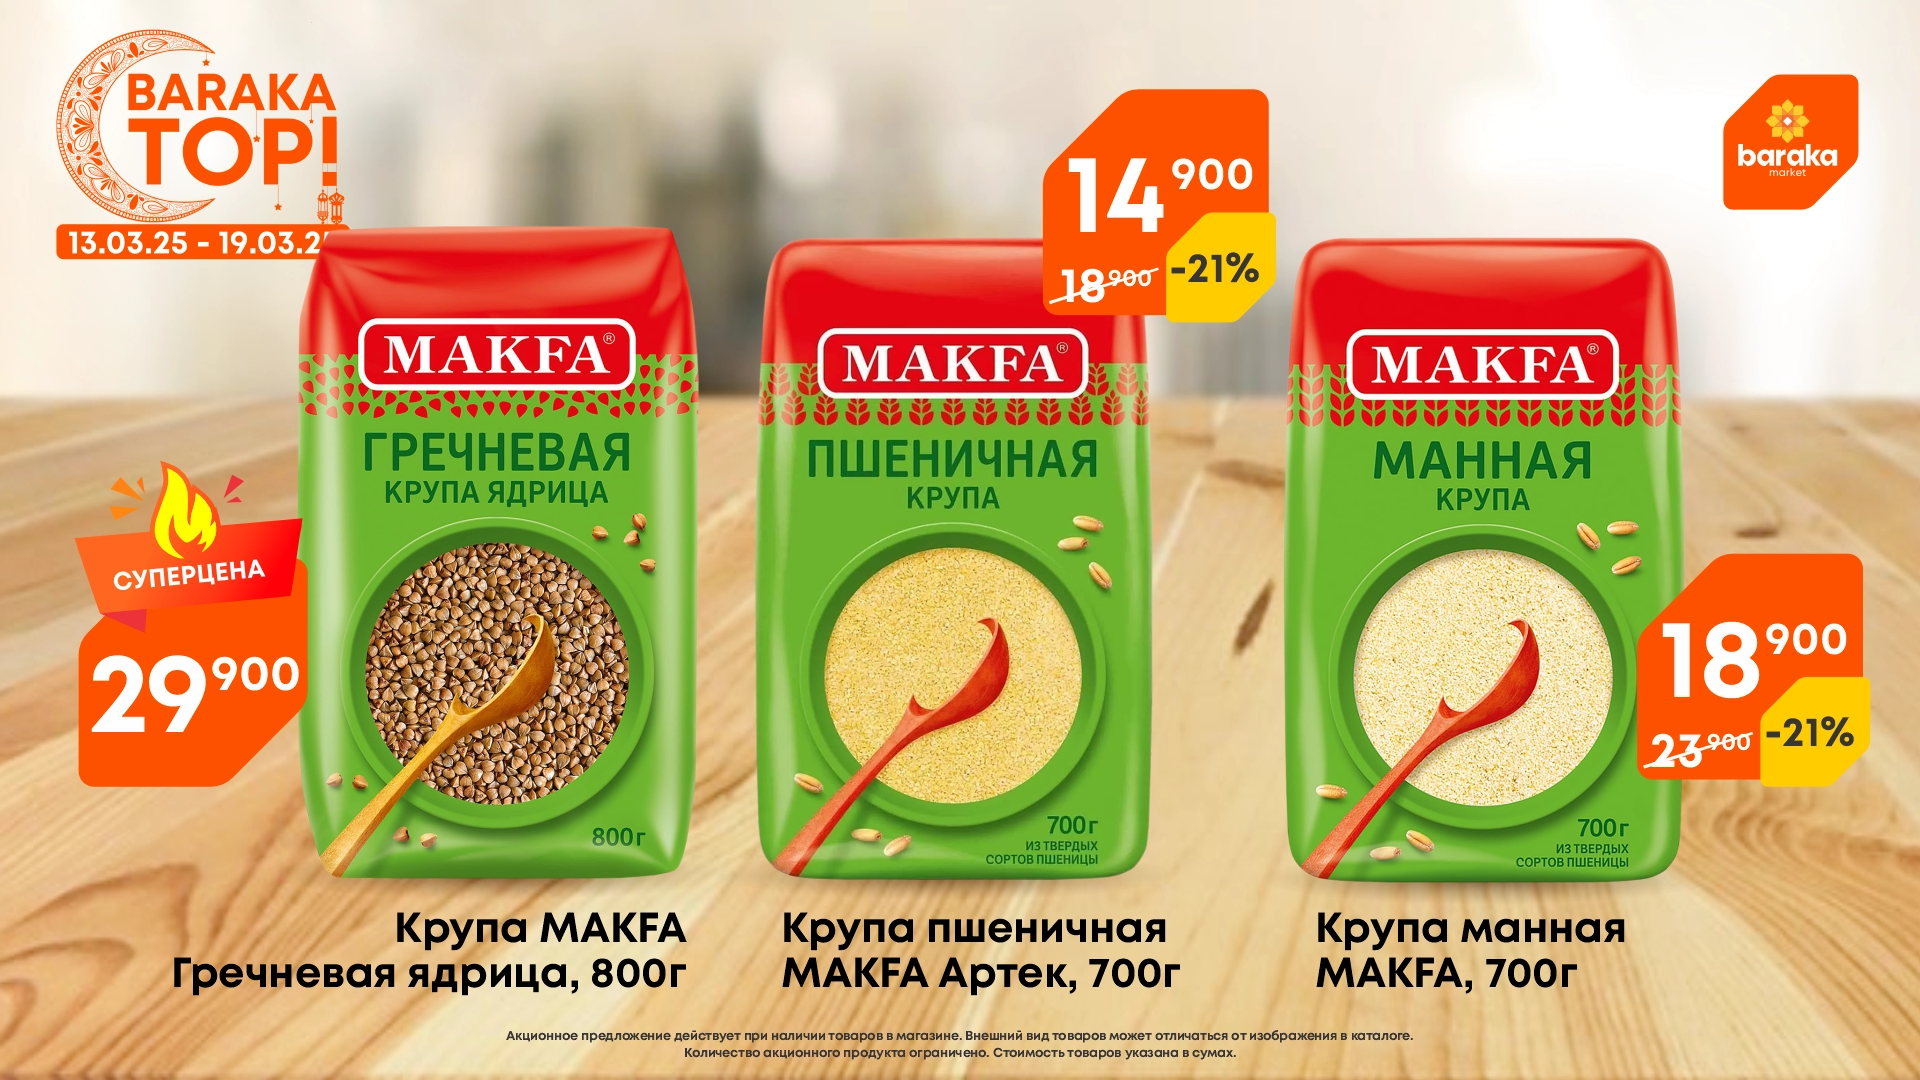 BARAKA
TOP!
13.03.25 - 19.03.2
baraka
market
14 900
18 900
-21%
MAKFA®
ГРЕЧНЕВАЯ
КРУПА ЯДРИЦА
800г
СУПЕРЦЕНА
29 900
MAKFA®
ПШЕНИЧНАЯ
КРУПА
700г
ИЗ ТВЕРДЫХ
СОРТОВ ПШЕНИЦЫ
MAKFA®
МАННАЯ
КРУПА
700г
ИЗ ТВЕРДЫХ
СОРТОВ ПШЕНИЦЫ
18 900
23 900
-21%
Крупа MAKFA
Гречневая ядрица, 800г
Крупа пшеничная
MAKFA Артек, 700г
Крупа манная
MAKFA, 700г
Акционное предложение действует при наличии товаров в магазине. Внешний вид товаров может отличаться от изображения в каталоге.
Количество акционного продукта ограничено. Стоимость товаров указана в сумах.